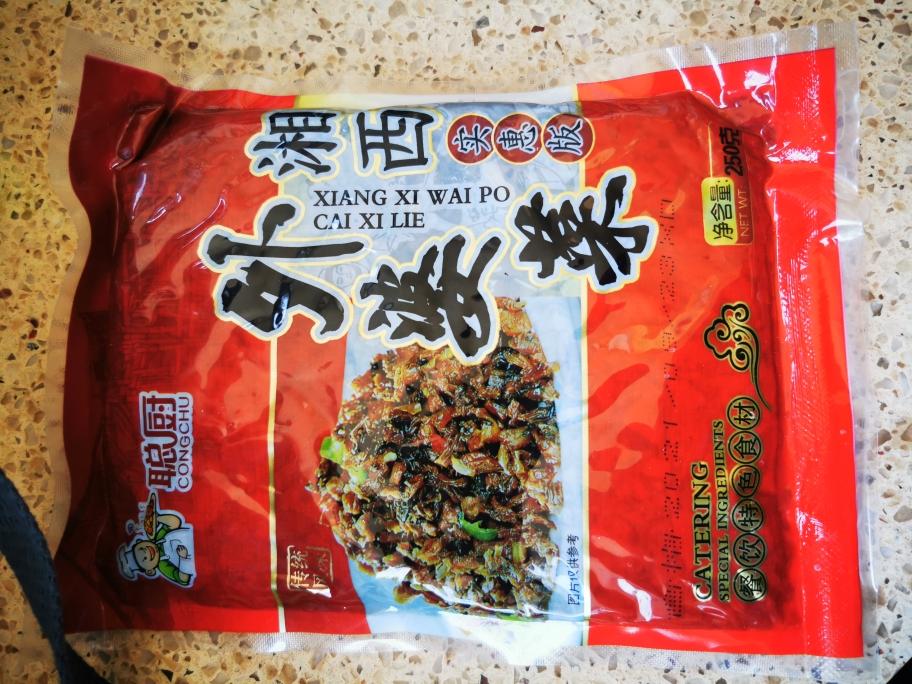 聪厨
CONGCHU
湘西
实惠版
XIANG XI WAI PO
CAI XI LIE
外婆菜
净含量:250克
NET WT
传统
图片仅供参考
CATERING
SPECIAL INGREDIENTS
餐饮特色食材